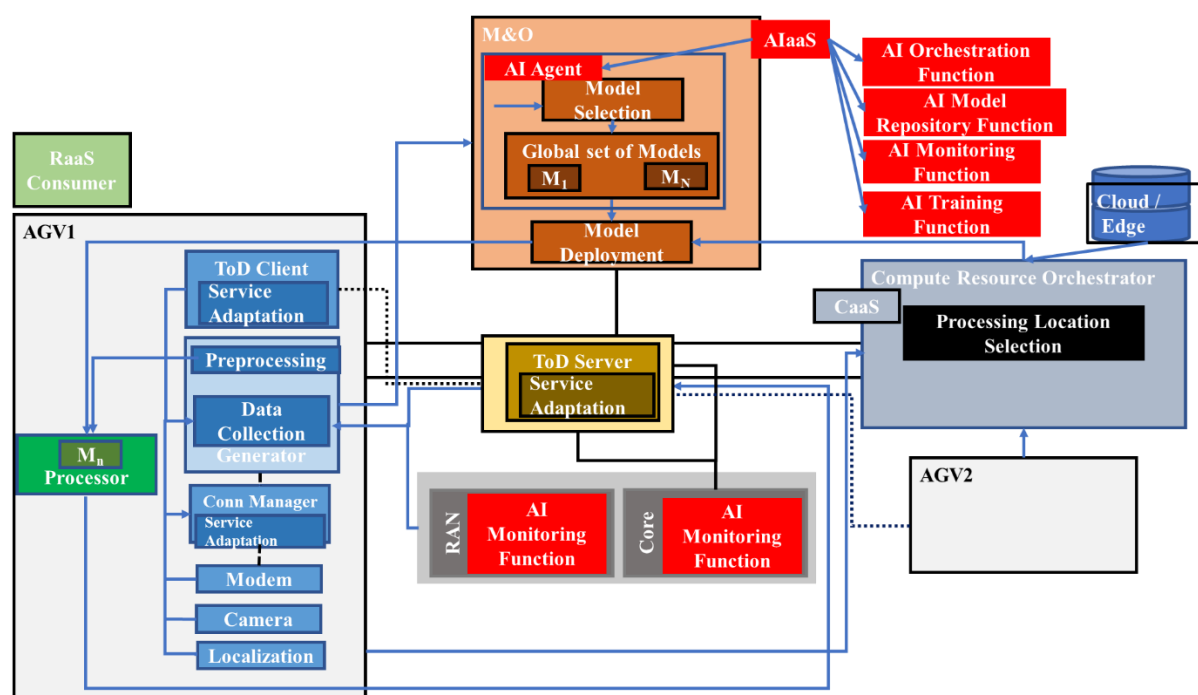 M&O
AIaaS
AI Agent
Model
Selection
Global set of Models
M1
MN
Model
Deployment
AI Orchestration
Function
AI Model
Repository Function
AI Monitoring
Function
AI Training
Function
Cloud /
Edge
RaaS
Consumer
AGV1
ToD Client
Service
Adaptation
Preprocessing
Data
Collection
Generator
Mn
Processor
Conn Manager
Service
Adaptation
Modem
Camera
Localization
ToD Server
Service
Adaptation
RAN
AI
Monitoring
Function
Core
AI
Monitoring
Function
Compute Resource Orchestrator
CaaS
Processing Location
Selection
AGV2